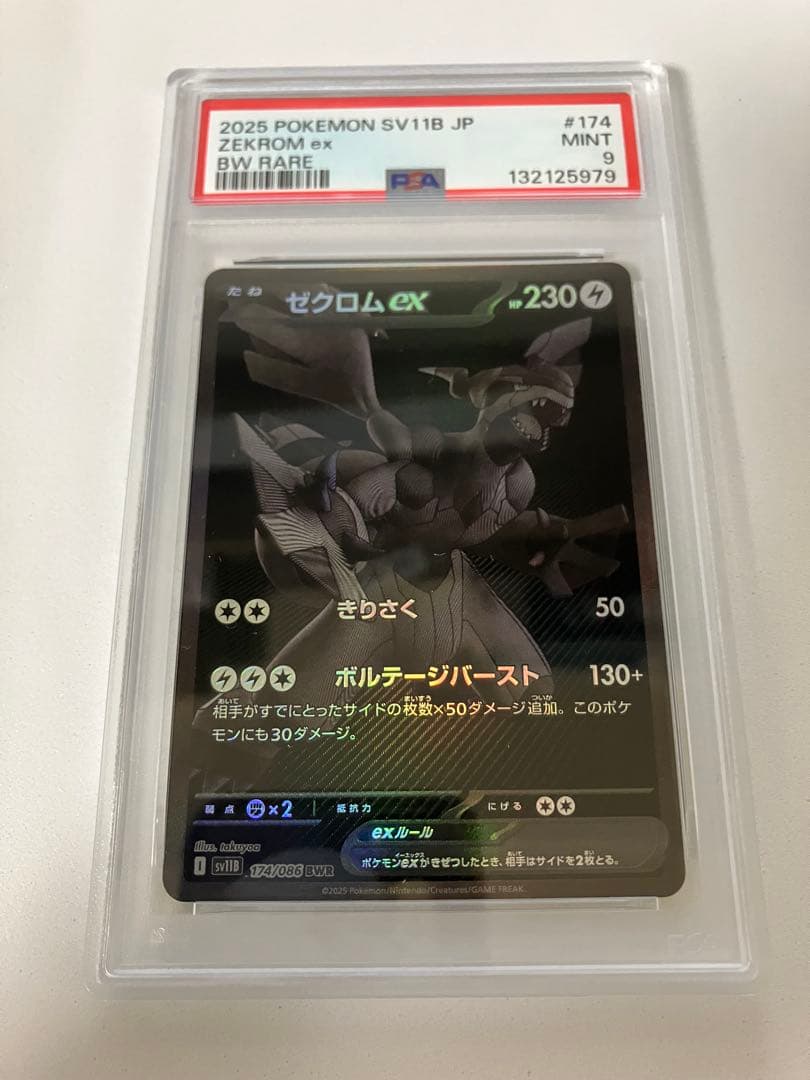 2025 POKEMON SV11B JP #174
ZEKROM ex MINT
BW RARE 9
PSA 132125979
たね ゼクロムex HP230
きりさく 50
ボルテージバースト 130+
相手がすでにとったサイドの枚数×50ダメージ追加。このポケ
モンにも30ダメージ。
弱点 ×2 抵抗力 にげる
exルール
ポケモンexがきぜつしたとき、相手はサイドを2枚とる。
Illus. takuyoa
I SV11B 174/086 BWR
©2025 Pokémon/Nintendo/Creatures/GAME FREAK.